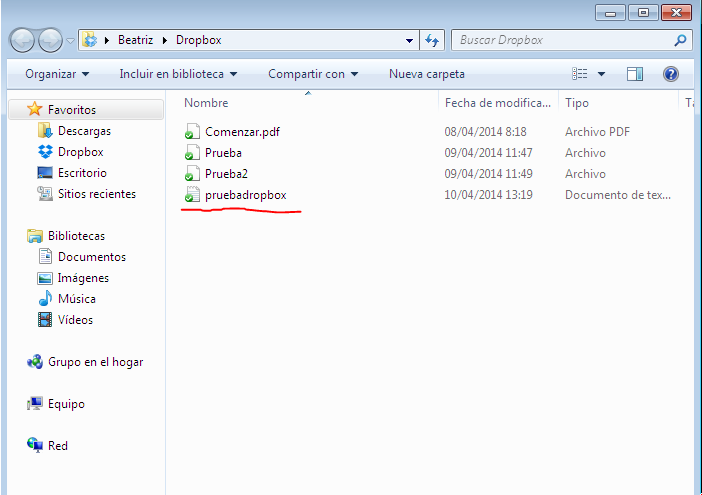 Beatriz Dropbox Buscar Dropbox
Organizar Incluir en biblioteca Compartir con Nueva carpeta
Favoritos
Descargas
Dropbox
Escritorio
Sitios recientes
Bibliotecas
Documentos
Imágenes
Música
Vídeos
Grupo en el hogar
Equipo
Red
Nombre Fecha de modifica... Tipo Ta
Comenzar.pdf 08/04/2014 8:18 Archivo PDF
Prueba 09/04/2014 11:47 Archivo
Prueba2 09/04/2014 11:49 Archivo
pruebadropbox 10/04/2014 13:19 Documento de tex...